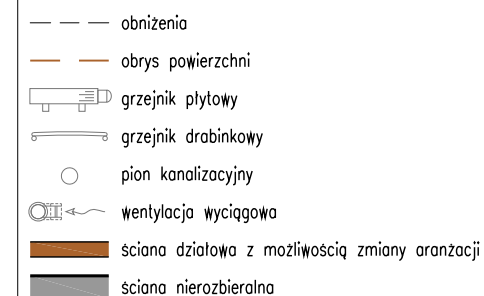 obniżenia
obrys powierzchni
grzejnik płytowy
grzejnik drabinkowy
pion kanalizacyjny
wentylacja wyciągowa
ściana działowa z możliwością zmiany aranżacji
ściana nierozbieralna